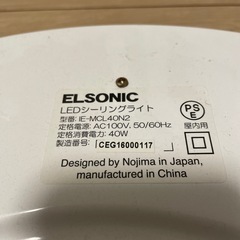 ELSONIC
LEDシーリングライト
型番: IE-MCL40N2
定格電源: AC100V, 50/60Hz
定格消費電力: 40W
製造番号: CEG16000117
PS
E
屋内用
Designed by Nojima in Japan,
manufactured in China